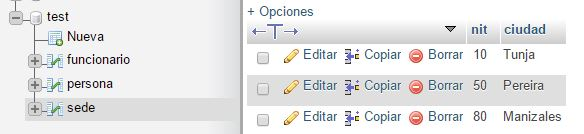 test
Nueva
funcionario
persona
sede
+ Opciones
←T→ nit ciudad
Editar Copiar Borrar 10 Tunja
Editar Copiar Borrar 50 Pereira
Editar Copiar Borrar 80 Manizales